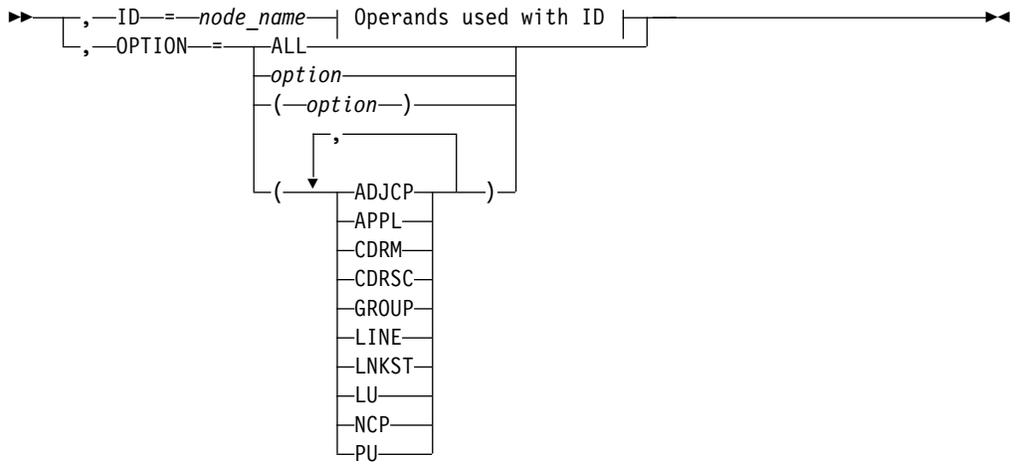 , ID = node_name Operands used with ID
, OPTION = ALL
option
( option )
,
( ADJCP )
APPL
CDRM
CDRSC
GROUP
LINE
LNKST
LU
NCP
PU